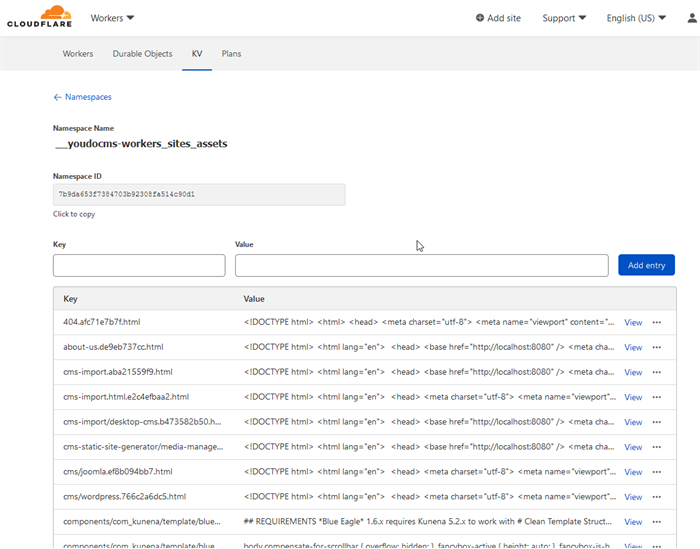 CLOUDFLARE
Workers
Add site
Support
English (US)
Workers
Durable Objects
KV
Plans
← Namespaces
Namespace Name
__youdocms-workers_sites_assets
Namespace ID
7b9da653f7384703b92308fa514c90d1
Click to copy
Key
Value
Add entry
Key Value
404.afc71e7b7f.html <!DOCTYPE html> <html> <head> <meta charset="utf-8"> <meta name="viewport" content="... View ...
about-us.de9eb737cc.html <!DOCTYPE html> <html lang="en"> <head> <base href="http://localhost:8080" /> <meta cha... View ...
cms-import.aba21559f9.html <!DOCTYPE html> <html lang="en"> <head> <base href="http://localhost:8080" /> <meta cha... View ...
cms-import.html.e2c4efbaa2.html <!DOCTYPE html> <html lang="en"> <head> <meta charset="utf-8"> <meta name="viewport"... View ...
cms-import/desktop-cms.b473582b50.h... <!DOCTYPE html> <html lang="en"> <head> <base href="http://localhost:8080" /> <meta cha... View ...
cms-static-site-generator/media-manage... <!DOCTYPE html> <html lang="en"> <head> <base href="http://localhost:8080" /> <meta cha... View ...
cms/joomla.ef8b094bb7.html <!DOCTYPE html> <html lang="en"> <head> <meta charset="utf-8"> <meta name="viewport"... View ...
cms/wordpress.766c2a6dc5.html <!DOCTYPE html> <html lang="en"> <head> <meta charset="utf-8"> <meta name="viewport"... View ...
components/com_kunena/template/blue... ## REQUIREMENTS *Blue Eagle* 1.6.x requires Kunena 5.2.x to work with # Clean Template Struct... View ...
components/com_kunena/template/blue... body.compensate-for-scrollbar { overflow: hidden; } .fancybox-active { height: auto; } .fancybox-is-h... View ...